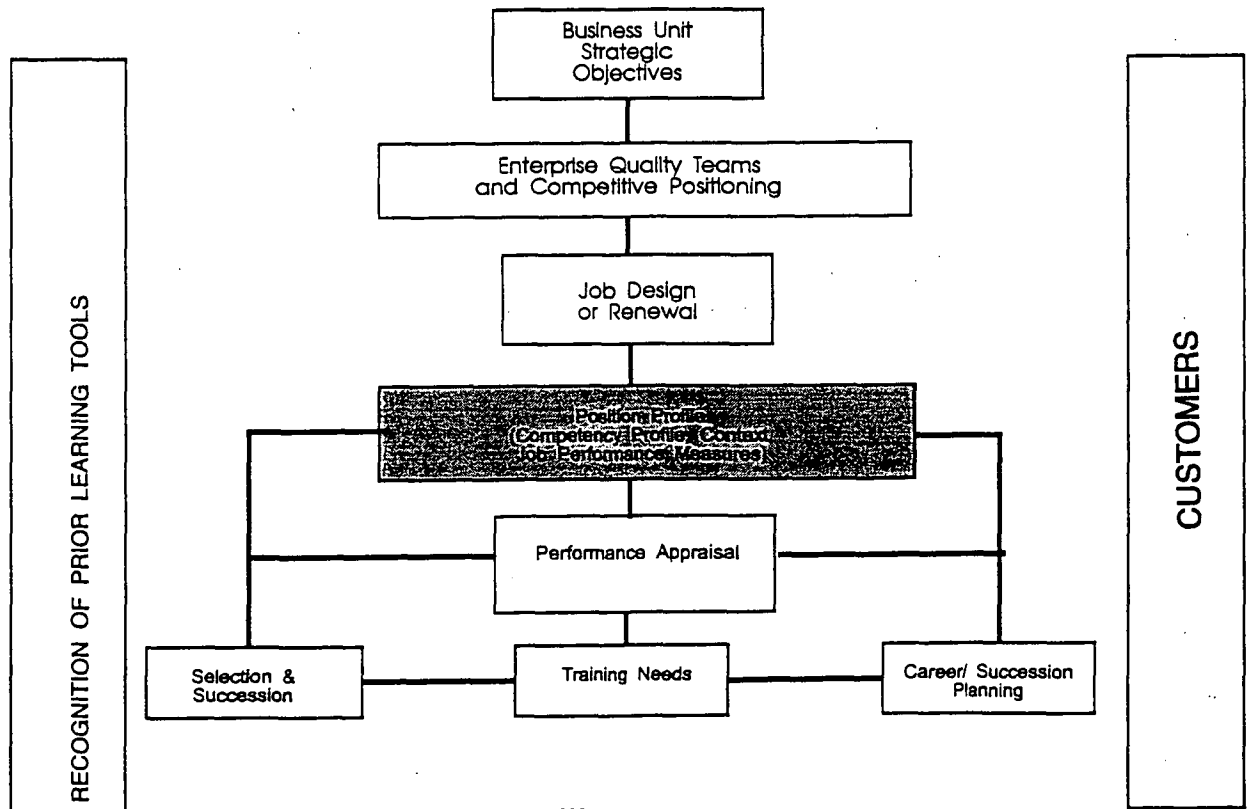 Business Unit
Strategic
Objectives
Enterprise Quality Teams
and Competitive Positioning
Job Design
or Renewal
Position Profile
(Competency Profile, Context
Job Performance Measures)
Performance Appraisal
Selection &
Succession
Training Needs
Career/ Succession
Planning
RECOGNITION OF PRIOR LEARNING TOOLS
CUSTOMERS